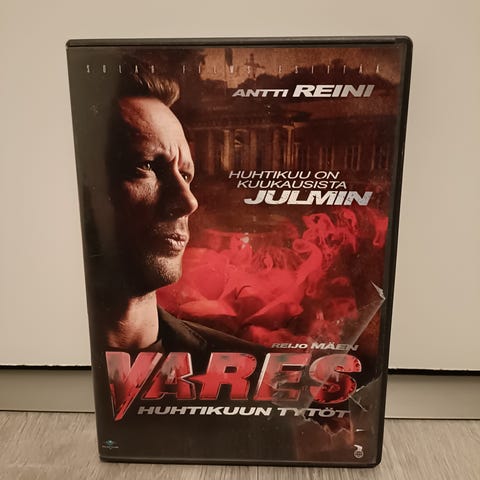 SOLAR FILMS ESITTÄÄ
ANTTI REINI
HUHTIKUU ON
KUUKAUSISTA
JULMIN
REIJO MÄEN
VARES
HUHTIKUUN TYTÖT